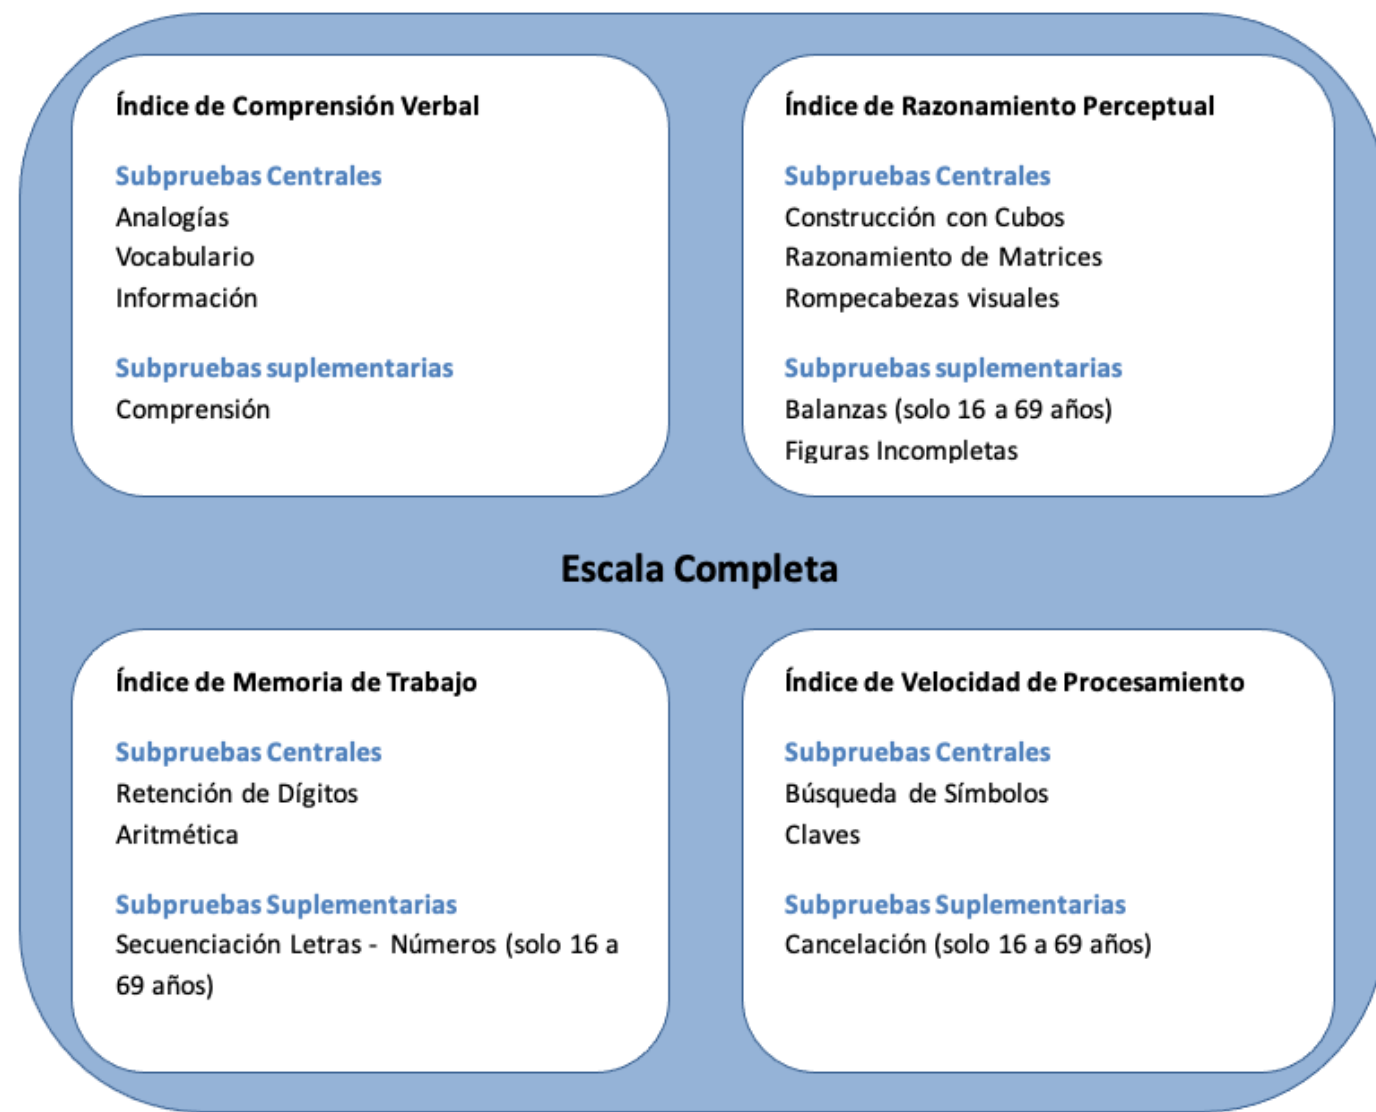 Índice de Comprensión Verbal
Subpruebas Centrales
Analogías
Vocabulario
Información
Subpruebas suplementarias
Comprensión
Índice de Razonamiento Perceptual
Subpruebas Centrales
Construcción con Cubos
Razonamiento de Matrices
Rompecabezas visuales
Subpruebas suplementarias
Balanzas (solo 16 a 69 años)
Figuras Incompletas
Escala Completa
Índice de Memoria de Trabajo
Subpruebas Centrales
Retención de Dígitos
Aritmética
Subpruebas Suplementarias
Secuenciación Letras - Números (solo 16 a
69 años)
Índice de Velocidad de Procesamiento
Subpruebas Centrales
Búsqueda de Símbolos
Claves
Subpruebas Suplementarias
Cancelación (solo 16 a 69 años)